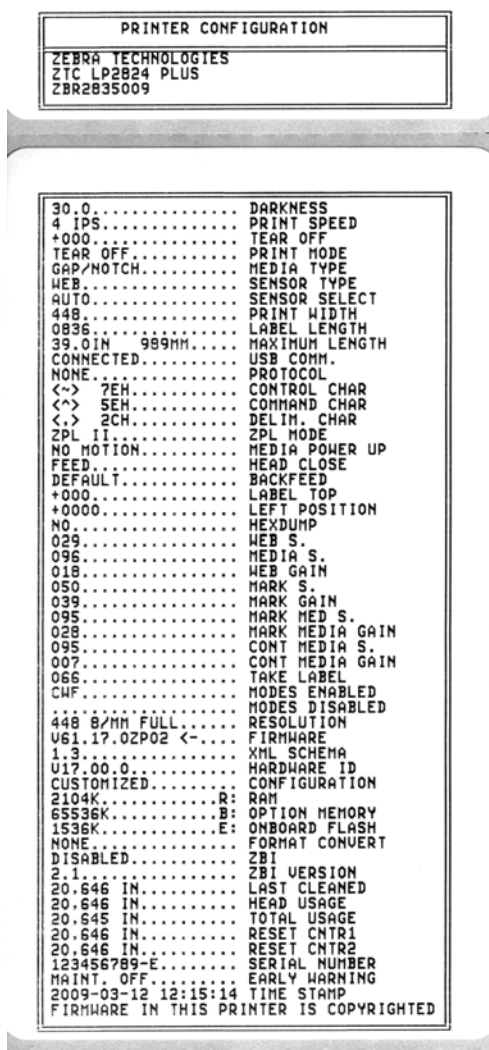 PRINTER CONFIGURATION
ZEBRA TECHNOLOGIES
ZTC LP2824 PLUS
ZBR2835009
30.0............... DARKNESS
4 IPS.............. PRINT SPEED
+000............... TEAR OFF
TEAR OFF........... PRINT MODE
GAP/NOTCH.......... MEDIA TYPE
WEB................ SENSOR TYPE
AUTO............... SENSOR SELECT
448................ PRINT WIDTH
0836............... LABEL LENGTH
39.0IN   989MM..... MAXIMUM LENGTH
CONNECTED.......... USB COMM.
NONE............... PROTOCOL
<~>  7EH........... CONTROL CHAR
<^>  5EH........... COMMAND CHAR
<,>  2CH........... DELIM. CHAR
ZPL II............. ZPL MODE
NO MOTION.......... MEDIA POWER UP
FEED............... HEAD CLOSE
DEFAULT............ BACKFEED
+000............... LABEL TOP
+0000.............. LEFT POSITION
NO................. HEXDUMP
029................ WEB S.
096................ MEDIA S.
018................ WEB GAIN
050................ MARK S.
039................ MARK GAIN
095................ MARK MED S.
028................ MARK MEDIA GAIN
095................ CONT MEDIA S.
007................ CONT MEDIA GAIN
066................ TAKE LABEL
CWF................ MODES ENABLED
................... MODES DISABLED
448 8/MM FULL...... RESOLUTION
V61.17.0ZP02 <-.... FIRMWARE
1.3................ XML SCHEMA
V17.00.0........... HARDWARE ID
CUSTOMIZED......... CONFIGURATION
2104K............R: RAM
65536K...........B: OPTION MEMORY
1536K............E: ONBOARD FLASH
NONE............... FORMAT CONVERT
DISABLED........... ZBI
2.1................ ZBI VERSION
20,646 IN.......... LAST CLEANED
20,646 IN.......... HEAD USAGE
20,645 IN.......... TOTAL USAGE
20,646 IN.......... RESET CNTR1
20,646 IN.......... RESET CNTR2
123456789-E........ SERIAL NUMBER
MAINT. OFF......... EARLY WARNING
2009-03-12 12:15:14 TIME STAMP
FIRMWARE IN THIS PRINTER IS COPYRIGHTED